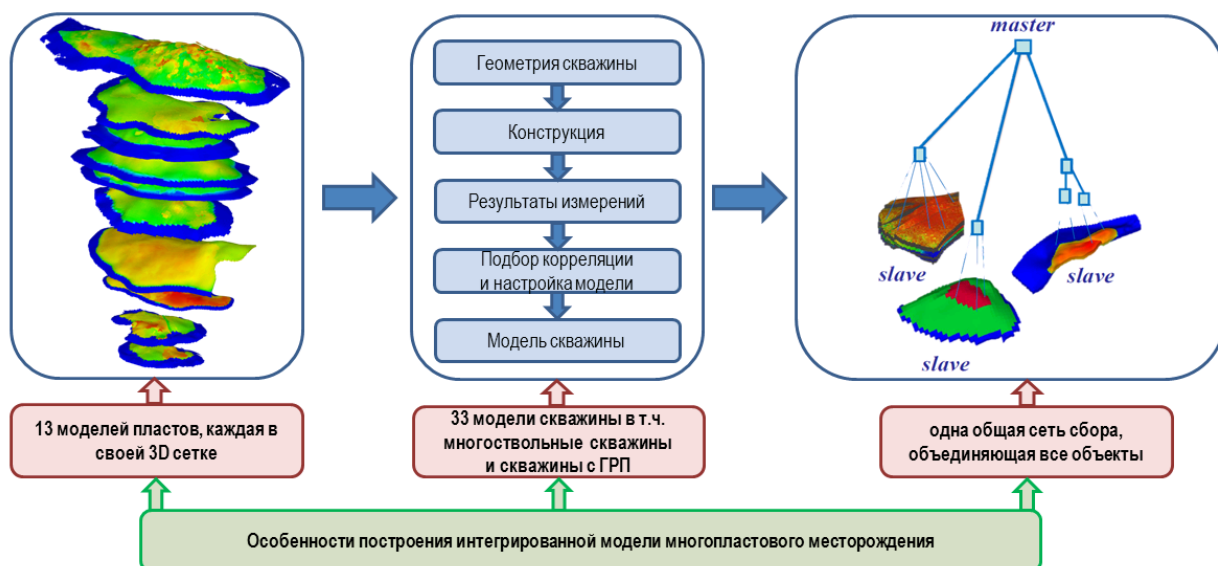 master
Геометрия скважины
Конструкция
Результаты измерений
Подбор корреляции
и настройка модели
Модель скважины
slave
slave
slave
13 моделей пластов, каждая в
своей 3D сетке
33 модели скважины в т.ч.
многоствольные скважины
и скважины с ГРП
одна общая сеть сбора,
объединяющая все объекты
Особенности построения интегрированной модели многопластового месторождения